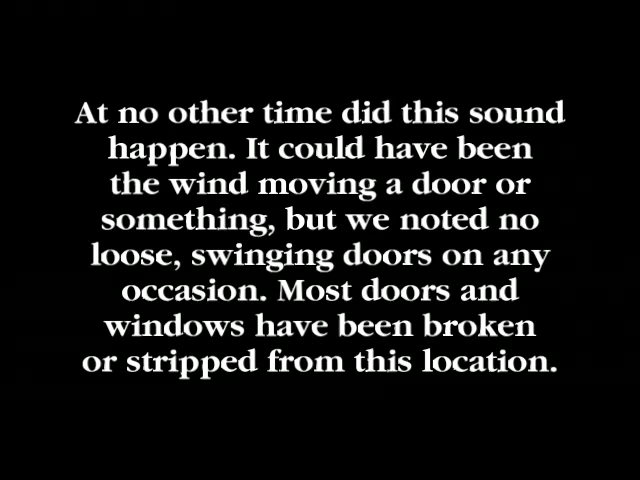 At no other time did this sound
happen. It could have been
the wind moving a door or
something, but we noted no
loose, swinging doors on any
occasion. Most doors and
windows have been broken
or stripped from this location.